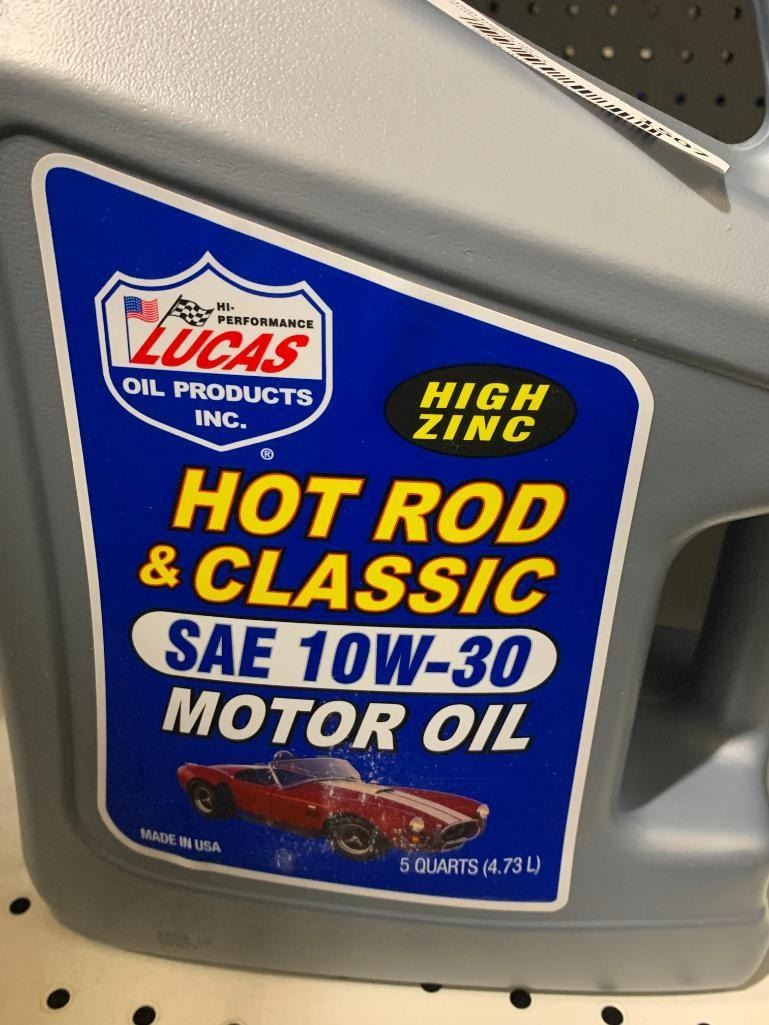 1807
HI-
PERFORMANCE
LUCAS
OIL PRODUCTS
INC.
®
HIGH
ZINC
HOT ROD
& CLASSIC
SAE 10W-30
MOTOR OIL
MADE IN USA
5 QUARTS (4.73 L)